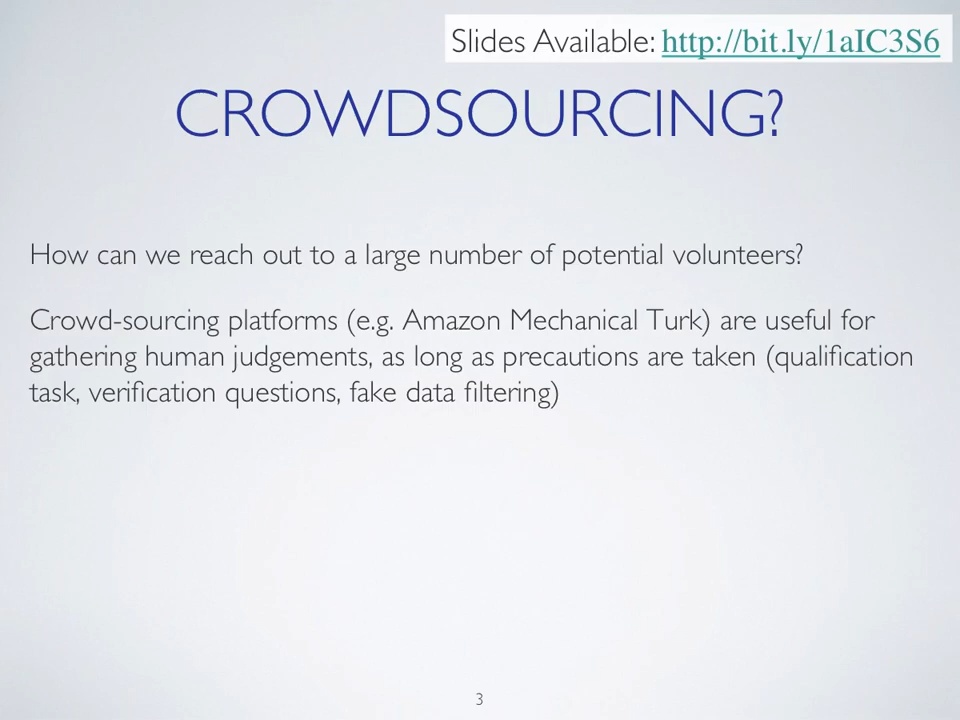 Slides Available: http://bit.ly/1aIC3S6
CROWDSOURCING?
How can we reach out to a large number of potential volunteers?
Crowd-sourcing platforms (e.g. Amazon Mechanical Turk) are useful for
gathering human judgements, as long as precautions are taken (qualification
task, verification questions, fake data filtering)
3